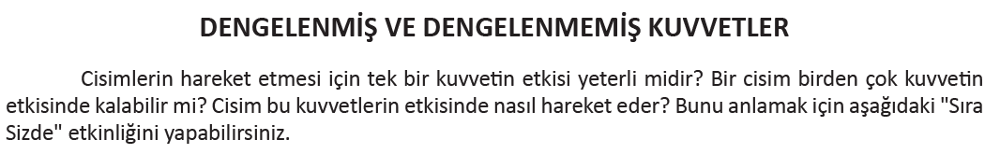 DENGELENMİŞ VE DENGELENMEMİŞ KUVVETLER
Cisimlerin hareket etmesi için tek bir kuvvetin etkisi yeterli midir? Bir cisim birden çok kuvvetin
etkisinde kalabilir mi? Cisim bu kuvvetlerin etkisinde nasıl hareket eder? Bunu anlamak için aşağıdaki "Sıra
Sizde" etkinliğini yapabilirsiniz.